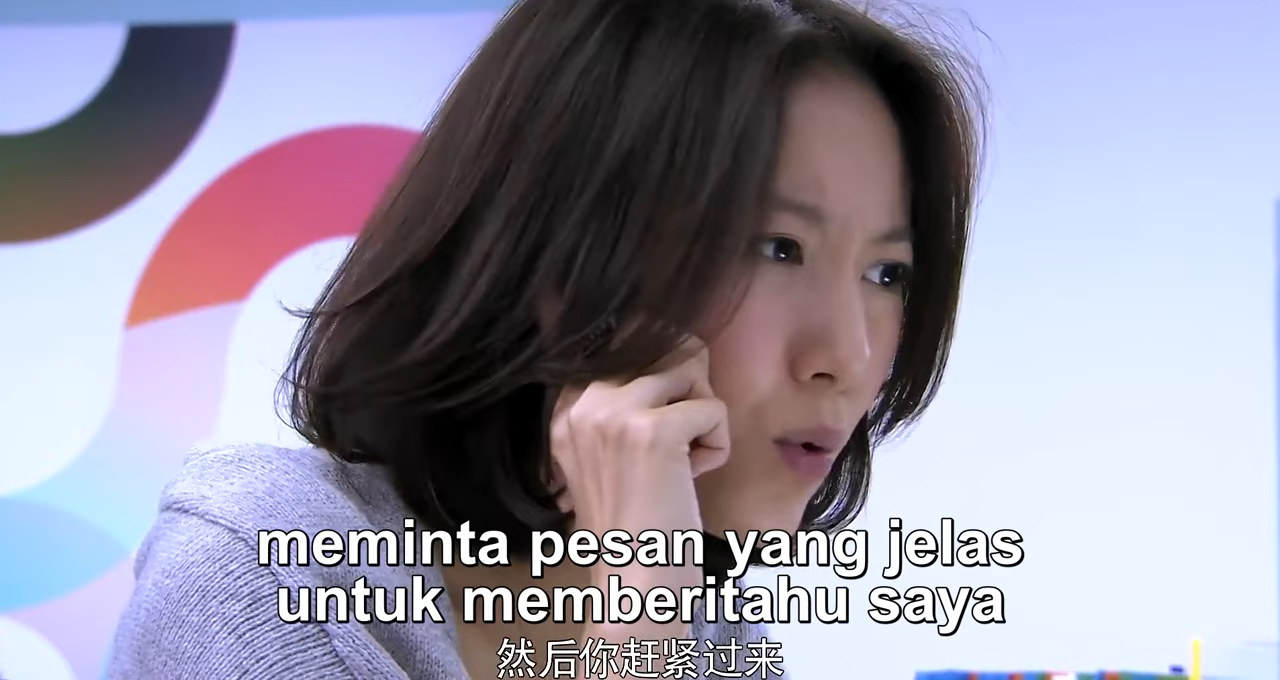 meminta pesan yang jelas
untuk memberitahu saya
然后你赶紧过来